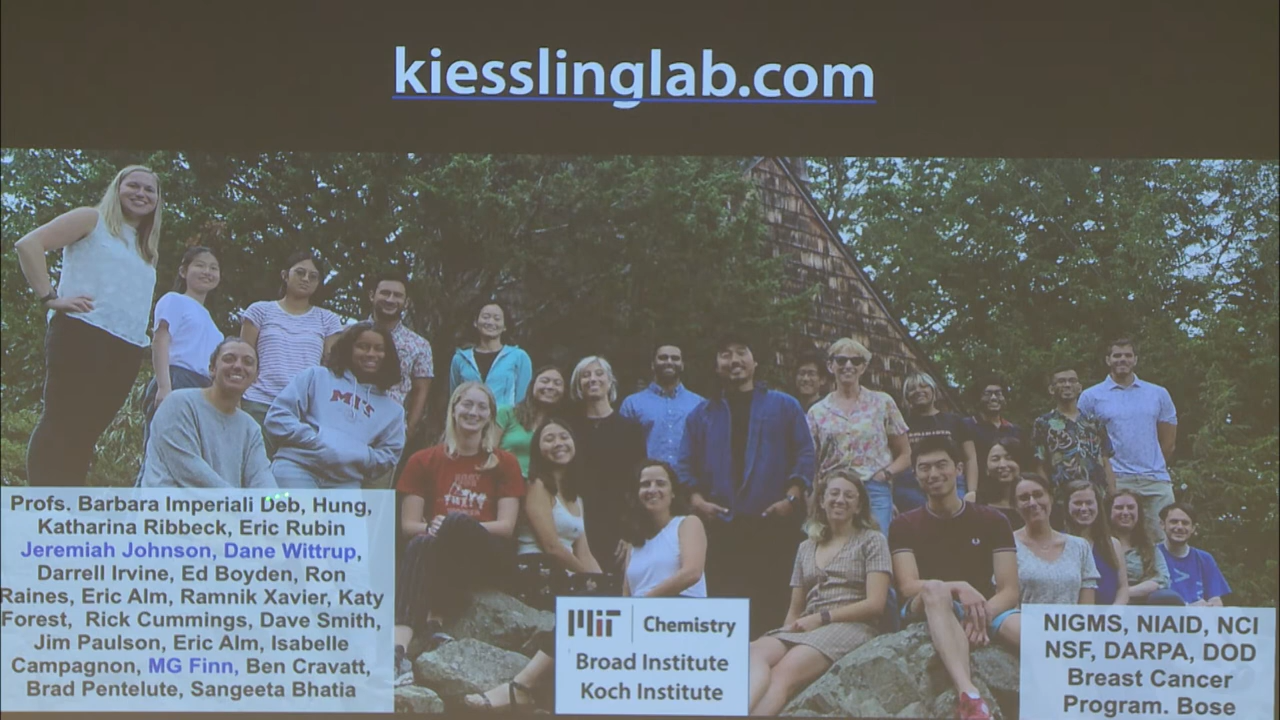 kiesslinglab.com
Profs. Barbara Imperiali Deb, Hung,
Katharina Ribbeck, Eric Rubin
Jeremiah Johnson, Dane Wittrup,
Darrell Irvine, Ed Boyden, Ron
Raines, Eric Alm, Ramnik Xavier, Katy
Forest, Rick Cummings, Dave Smith,
Jim Paulson, Eric Alm, Isabelle
Campagnon, MG Finn, Ben Cravatt,
Brad Pentelute, Sangeeta Bhatia
MIT Chemistry
Broad Institute
Koch Institute
NIGMS, NIAID, NCI
NSF, DARPA, DOD
Breast Cancer
Program. Bose